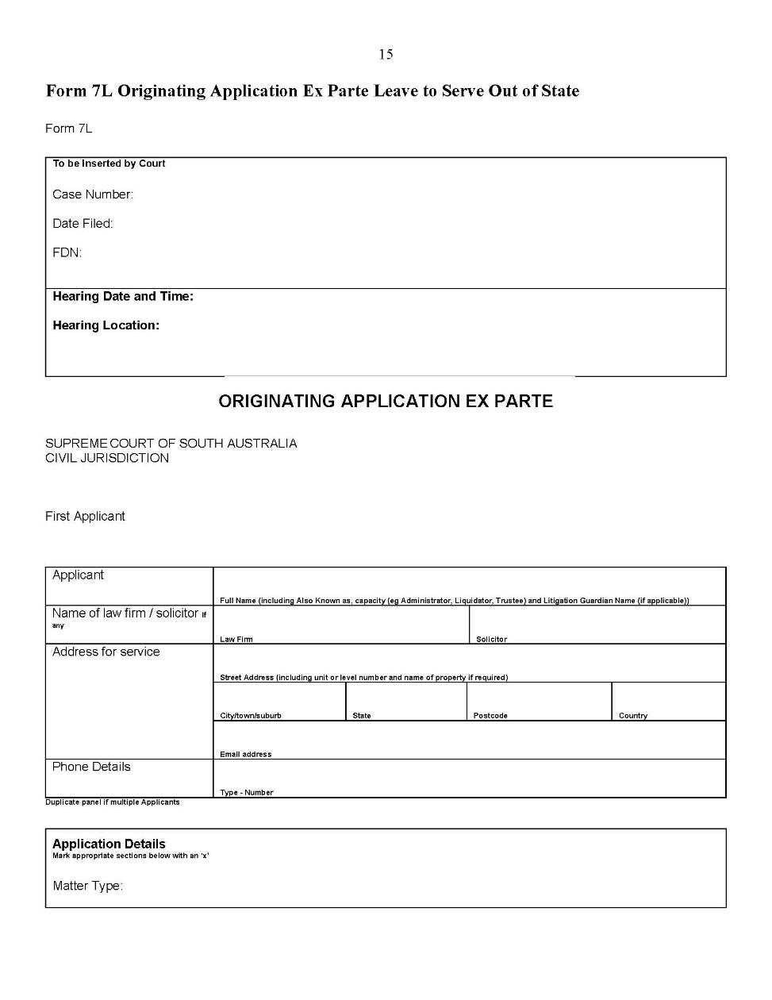 15
Form 7L Originating Application Ex Parte Leave to Serve Out of State
Form 7L
To be inserted by Court
Case Number:
Date Filed:
FDN:
Hearing Date and Time:
Hearing Location:
ORIGINATING APPLICATION EX PARTE
SUPREME COURT OF SOUTH AUSTRALIA
CIVIL JURISDICTION
First Applicant
Applicant
Full Name (including Also Known as, capacity (eg Administrator, Liquidator, Trustee) and Litigation Guardian Name (if applicable))
Name of law firm / solicitor if
any
Law Firm
Solicitor
Address for service
Street Address (including unit or level number and name of property if required)
City/town/suburb
State
Postcode
Country
Email address
Phone Details
Type - Number
Duplicate panel if multiple Applicants
Application Details
Mark appropriate sections below with an ‘x’
Matter Type: